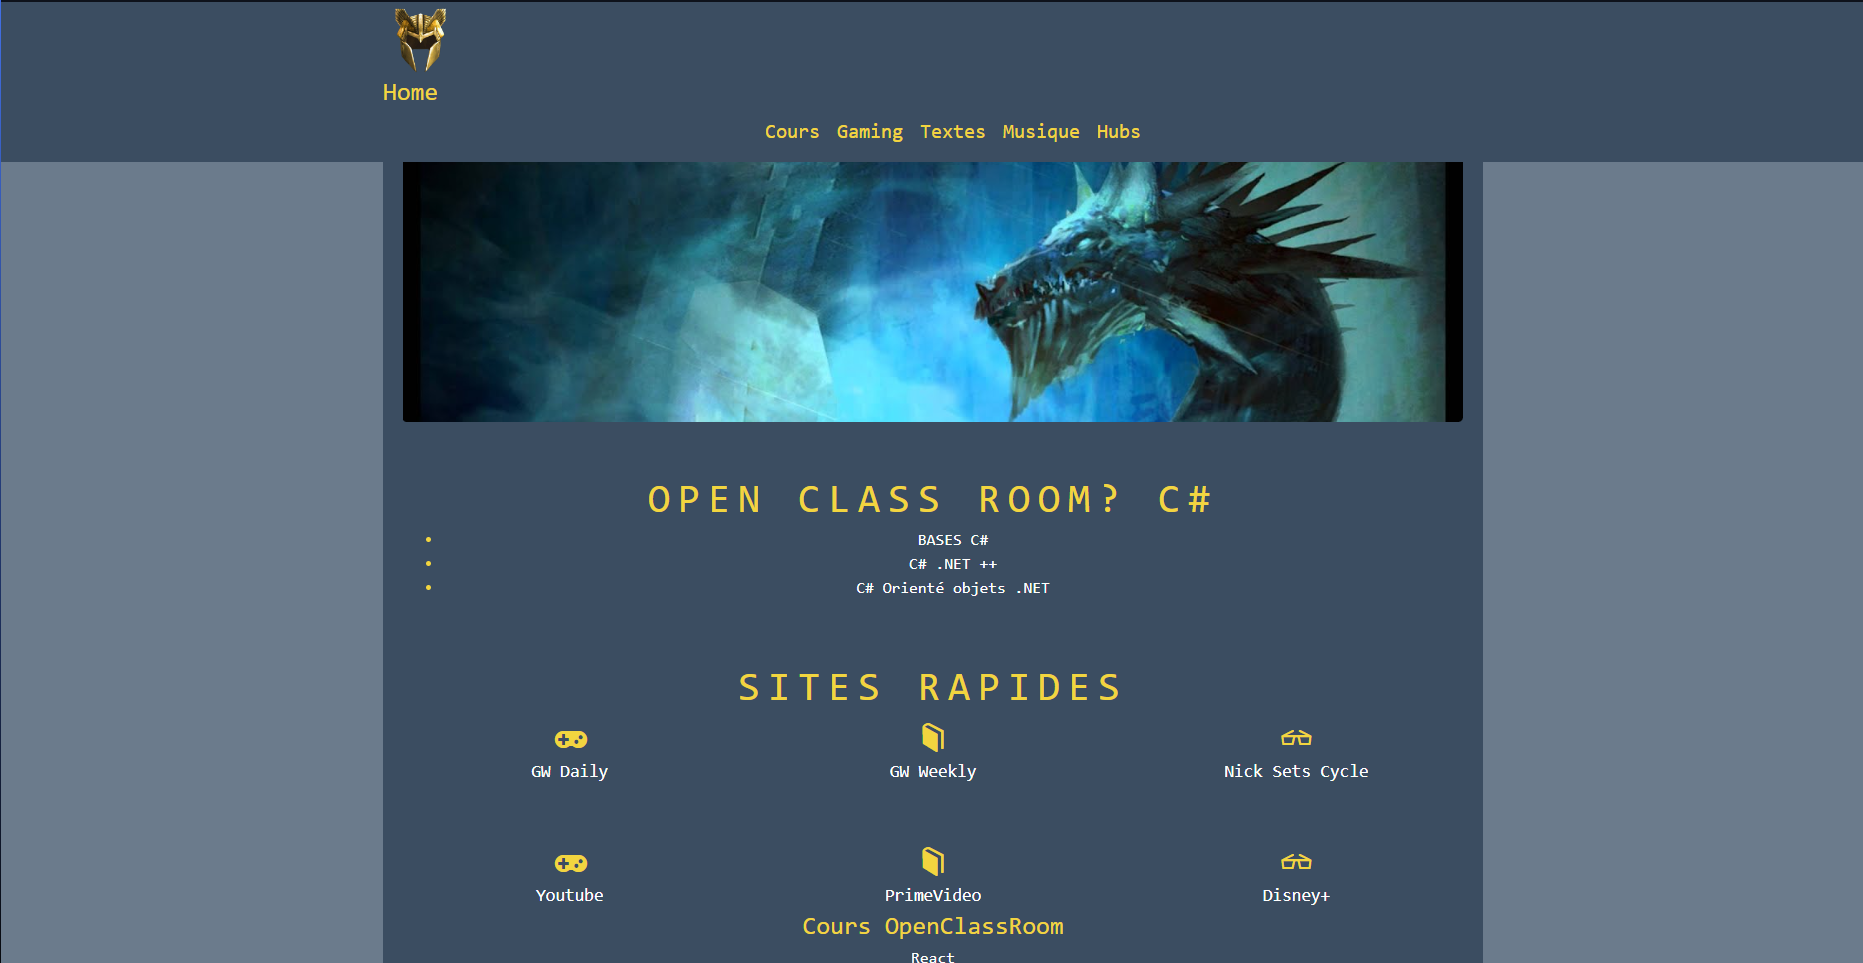 Home
Cours Gaming Textes Musique Hubs
OPEN CLASS ROOM? C#
BASES C#
C# .NET ++
C# Orienté objets .NET
SITES RAPIDES
GW Daily GW Weekly Nick Sets Cycle
Youtube PrimeVideo Disney+
Cours OpenClassRoom
React